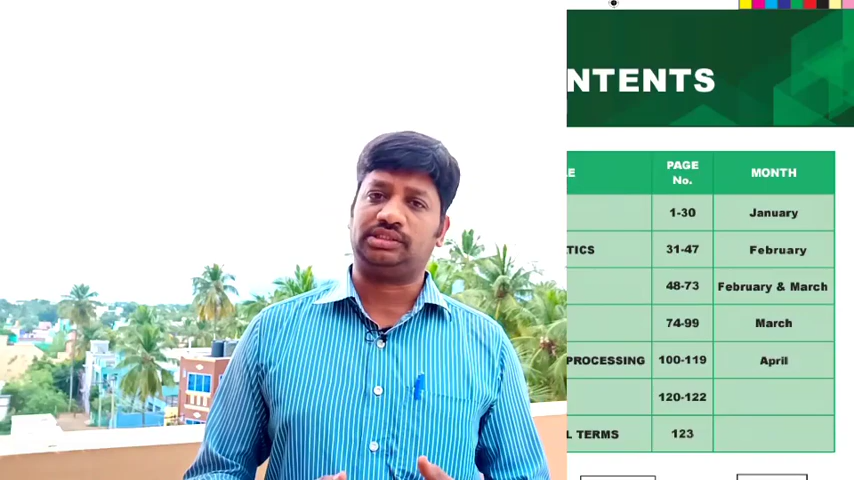 NTENTS
E PAGE No. MONTH
1-30 January
TICS 31-47 February
48-73 February & March
74-99 March
PROCESSING 100-119 April
120-122
L TERMS 123